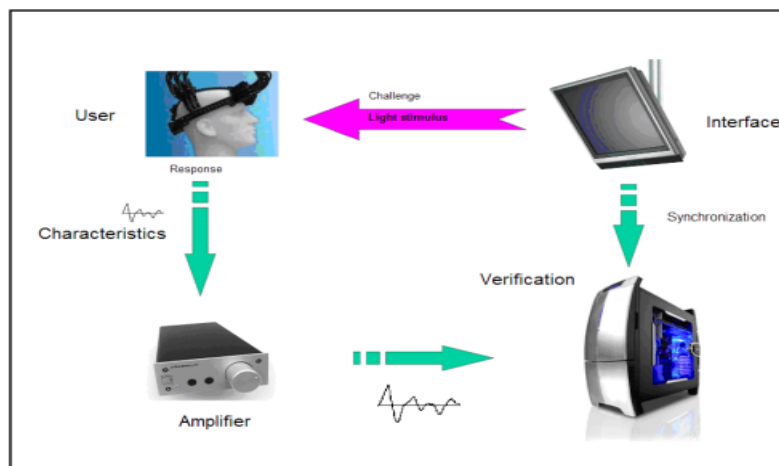 User
Challenge
Light stimulus
Interface
Response
Characteristics
Synchronization
Verification
Amplifier